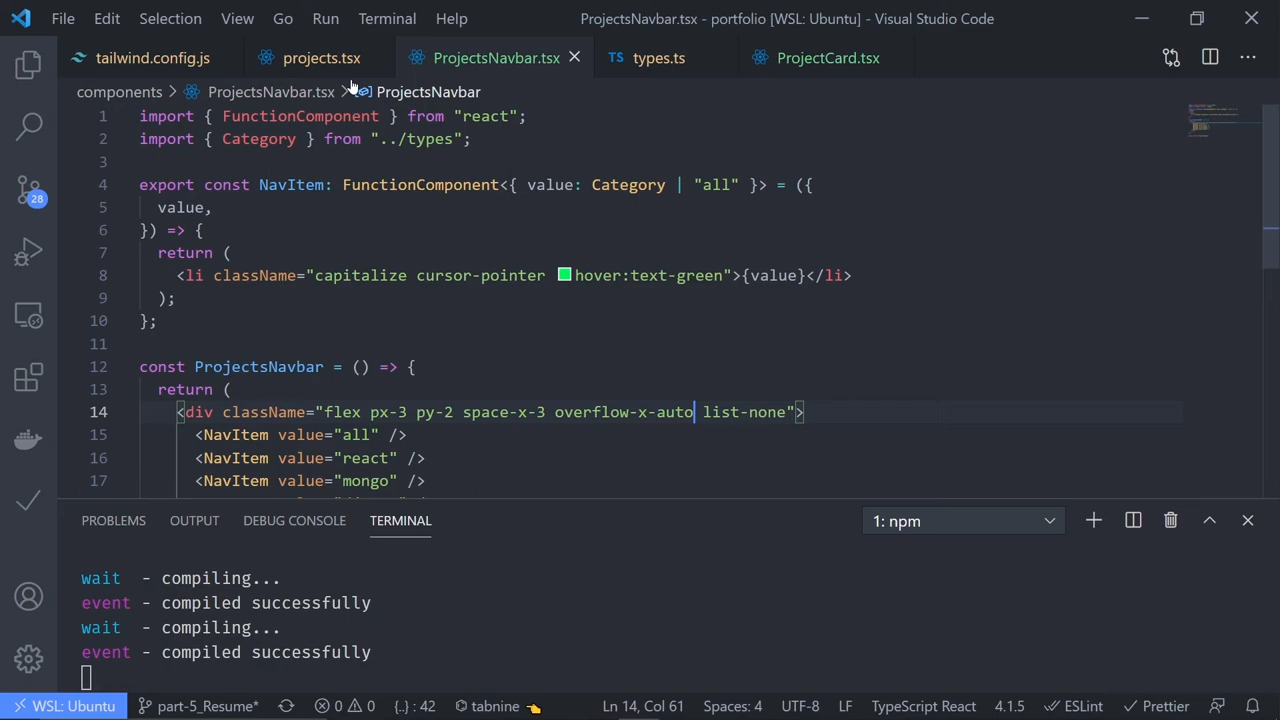 File Edit Selection View Go Run Terminal Help ProjectsNavbar.tsx - portfolio [WSL: Ubuntu] - Visual Studio Code
tailwind.config.js projects.tsx ProjectsNavbar.tsx TS types.ts ProjectCard.tsx
components > ProjectsNavbar.tsx > ProjectsNavbar
1 import { FunctionComponent } from "react";
2 import { Category } from "../types";
3
4 export const NavItem: FunctionComponent<{ value: Category | "all" }> = ({
5 value,
6 }) => {
7 return (
8 <li className="capitalize cursor-pointer hover:text-green">{value}</li>
9 );
10 };
11
12 const ProjectsNavbar = () => {
13 return (
14 <div className="flex px-3 py-2 space-x-3 overflow-x-auto list-none">
15 <NavItem value="all" />
16 <NavItem value="react" />
17 <NavItem value="mongo" />
28
PROBLEMS OUTPUT DEBUG CONSOLE TERMINAL 1: npm
wait - compiling...
event - compiled successfully
wait - compiling...
event - compiled successfully
WSL: Ubuntu part-5_Resume* 0 0 {..} : 42 tabnine Ln 14, Col 61 Spaces: 4 UTF-8 LF TypeScript React 4.1.5 ESLint Prettier